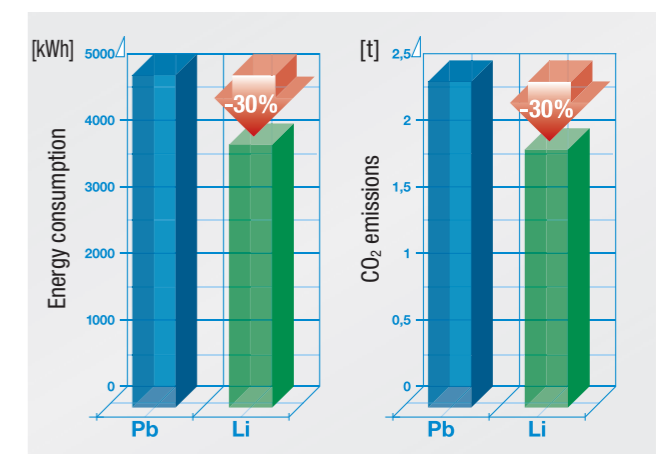 [kWh]
5000
4000
3000
2000
1000
0
Energy consumption
-30%
Pb
Li
[t]
2,5
2
1,5
1
0,5
0
CO₂ emissions
-30%
Pb
Li